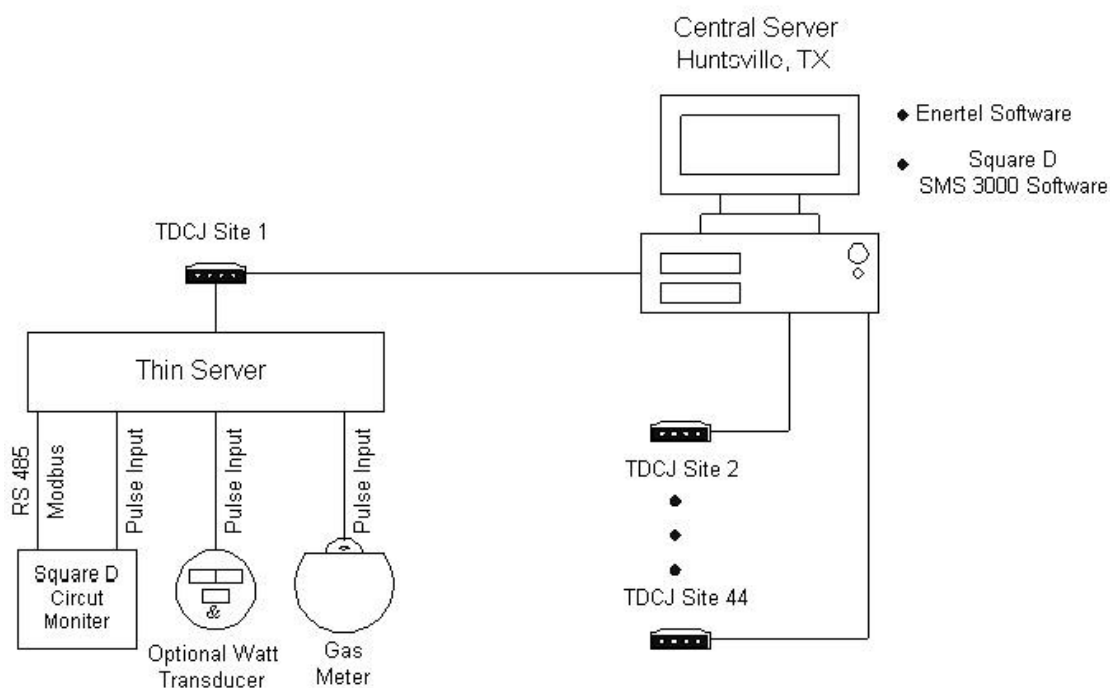 Central Server
Huntsville, TX
Enertel Software
Square D
SMS 3000 Software
TDCJ Site 1
Thin Server
RS 485
Modbus
Pulse Input
Pulse Input
Pulse Input
Square D
Circut
Moniter
&
Optional Watt
Transducer
Gas
Meter
TDCJ Site 2
TDCJ Site 44